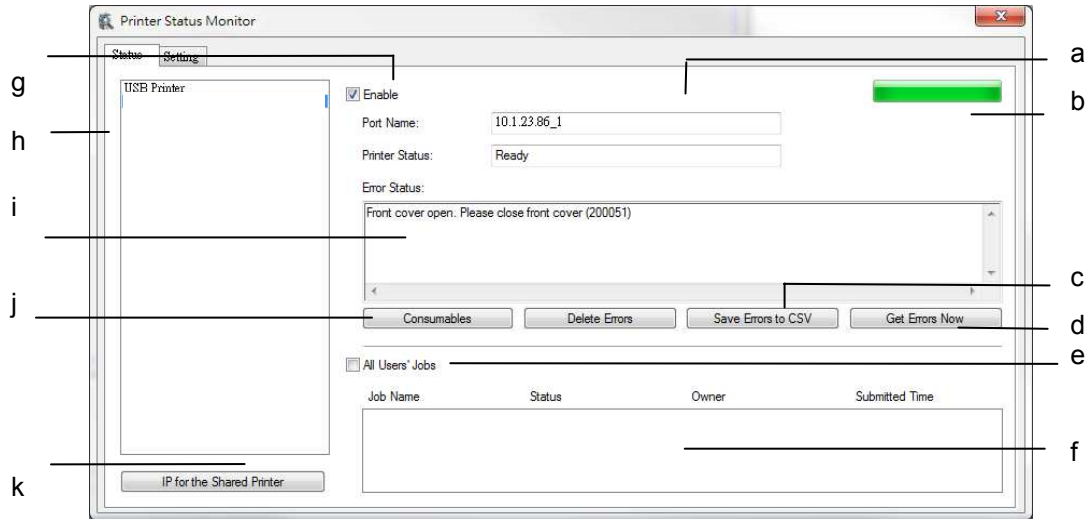 Printer Status Monitor
x
Status Setting
a
g
USB Printer
Enable
b
Port Name: 10.1.23.86_1
h
Printer Status: Ready
Error Status:
i
Front cover open. Please close front cover (200051)
c
j
Consumables Delete Errors Save Errors to CSV Get Errors Now
d
e
All Users' Jobs
Job Name Status Owner Submitted Time
f
IP for the Shared Printer
k